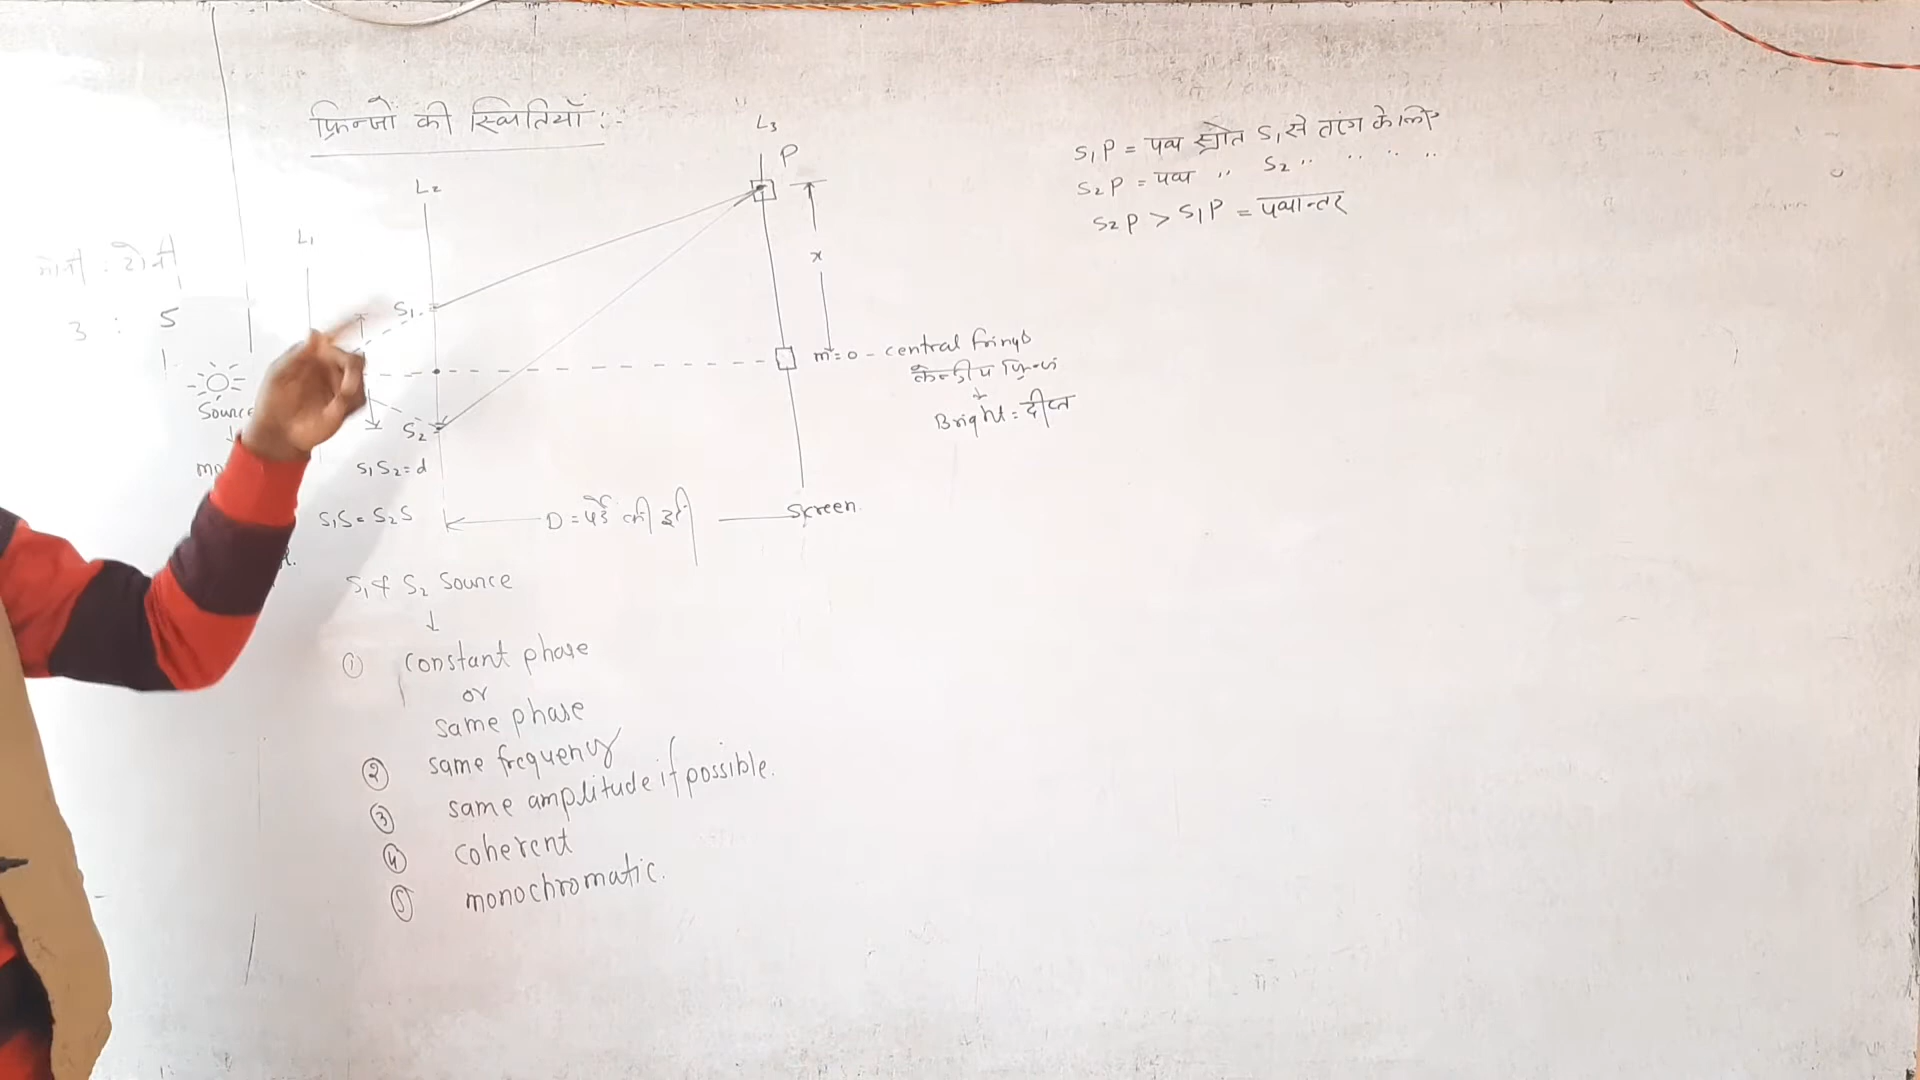 फ्रिन्जों की स्थितियाँ :-
L₃
P
L₂
L₁
S₁
x
3 : 5
Source
S₂
S₁S₂ = d
S₁S = S₂S
D = पर्दे की दूरी
Screen
m = 0 - central frings
केन्द्रीय फ्रिन्ज
↓
Bright = दीप्त
S₁P = पथ स्रोत S₁ से तरंग के लिए
S₂P = पथ " S₂ " " " "
S₂P > S₁P = पथान्तर
S₁ & S₂ Source
↓
① constant phase
or
same phase
② same frequency
③ same amplitude if possible.
④ coherent
⑤ monochromatic.